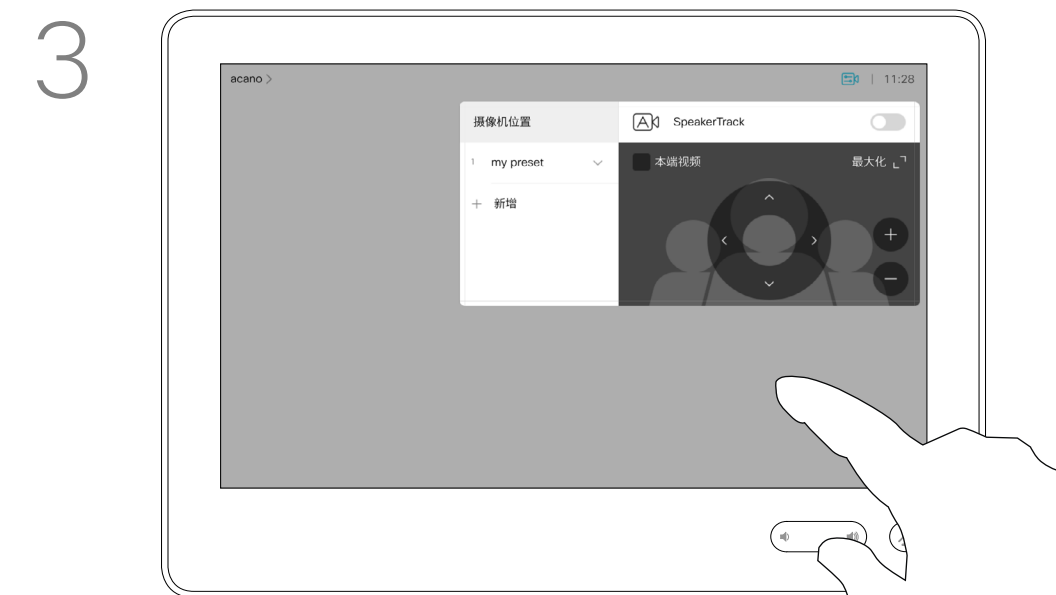 3
acano >
| 11:28
摄像机位置
SpeakerTrack
1 my preset
本端视频
最大化
+ 新增